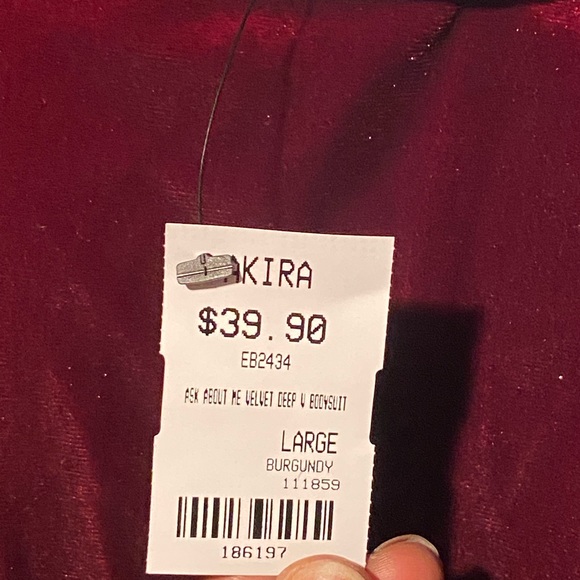 AKIRA
$39.90
EB2434
ASK ABOUT ME VELVET DEEP V BODYSUIT
LARGE
BURGUNDY
111859
186197